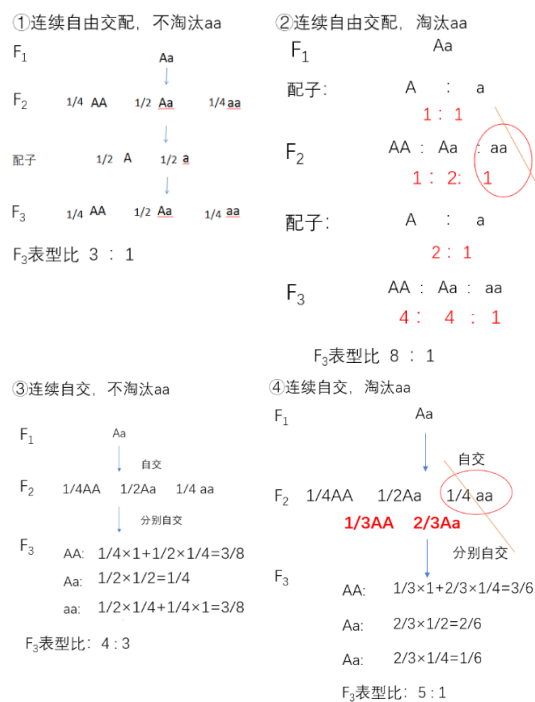 ①连续自由交配，不淘汰aa
F₁
Aa
F₂
1/4 AA 1/2 Aa 1/4 aa
配子
1/2 A 1/2 a
F₃
1/4 AA 1/2 Aa 1/4 aa
F₃表型比 3 : 1
②连续自由交配，淘汰aa
F₁
Aa
配子:
A : a
1 : 1
F₂
AA : Aa : aa
1 : 2: 1
配子:
A : a
2 : 1
F₃
AA : Aa : aa
4 : 4 : 1
F₃表型比 8 : 1
③连续自交，不淘汰aa
F₁
Aa
自交
F₂
1/4AA 1/2Aa 1/4 aa
分别自交
F₃
AA: 1/4×1+1/2×1/4=3/8
Aa: 1/2×1/2=1/4
aa: 1/2×1/4+1/4×1=3/8
F₃表型比: 4 : 3
④连续自交，淘汰aa
F₁
Aa
自交
F₂
1/4AA 1/2Aa 1/4 aa
1/3AA 2/3Aa
分别自交
F₃
AA: 1/3×1+2/3×1/4=3/6
Aa: 2/3×1/2=2/6
Aa: 2/3×1/4=1/6
F₃表型比: 5 : 1